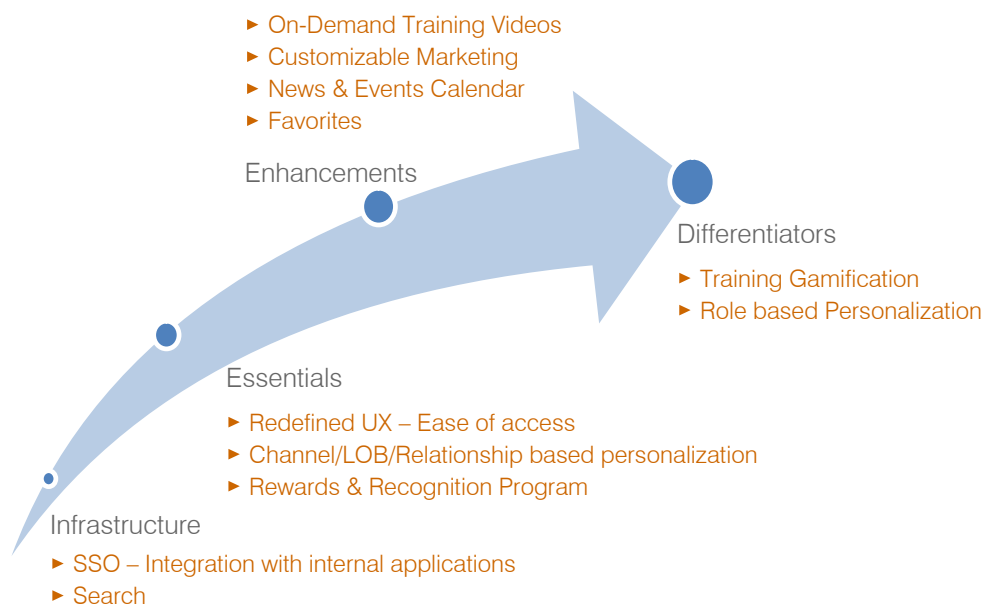 ► On-Demand Training Videos
► Customizable Marketing
► News & Events Calendar
► Favorites
Enhancements
Differentiators
► Training Gamification
► Role based Personalization
Essentials
► Redefined UX – Ease of access
► Channel/LOB/Relationship based personalization
► Rewards & Recognition Program
Infrastructure
► SSO – Integration with internal applications
► Search